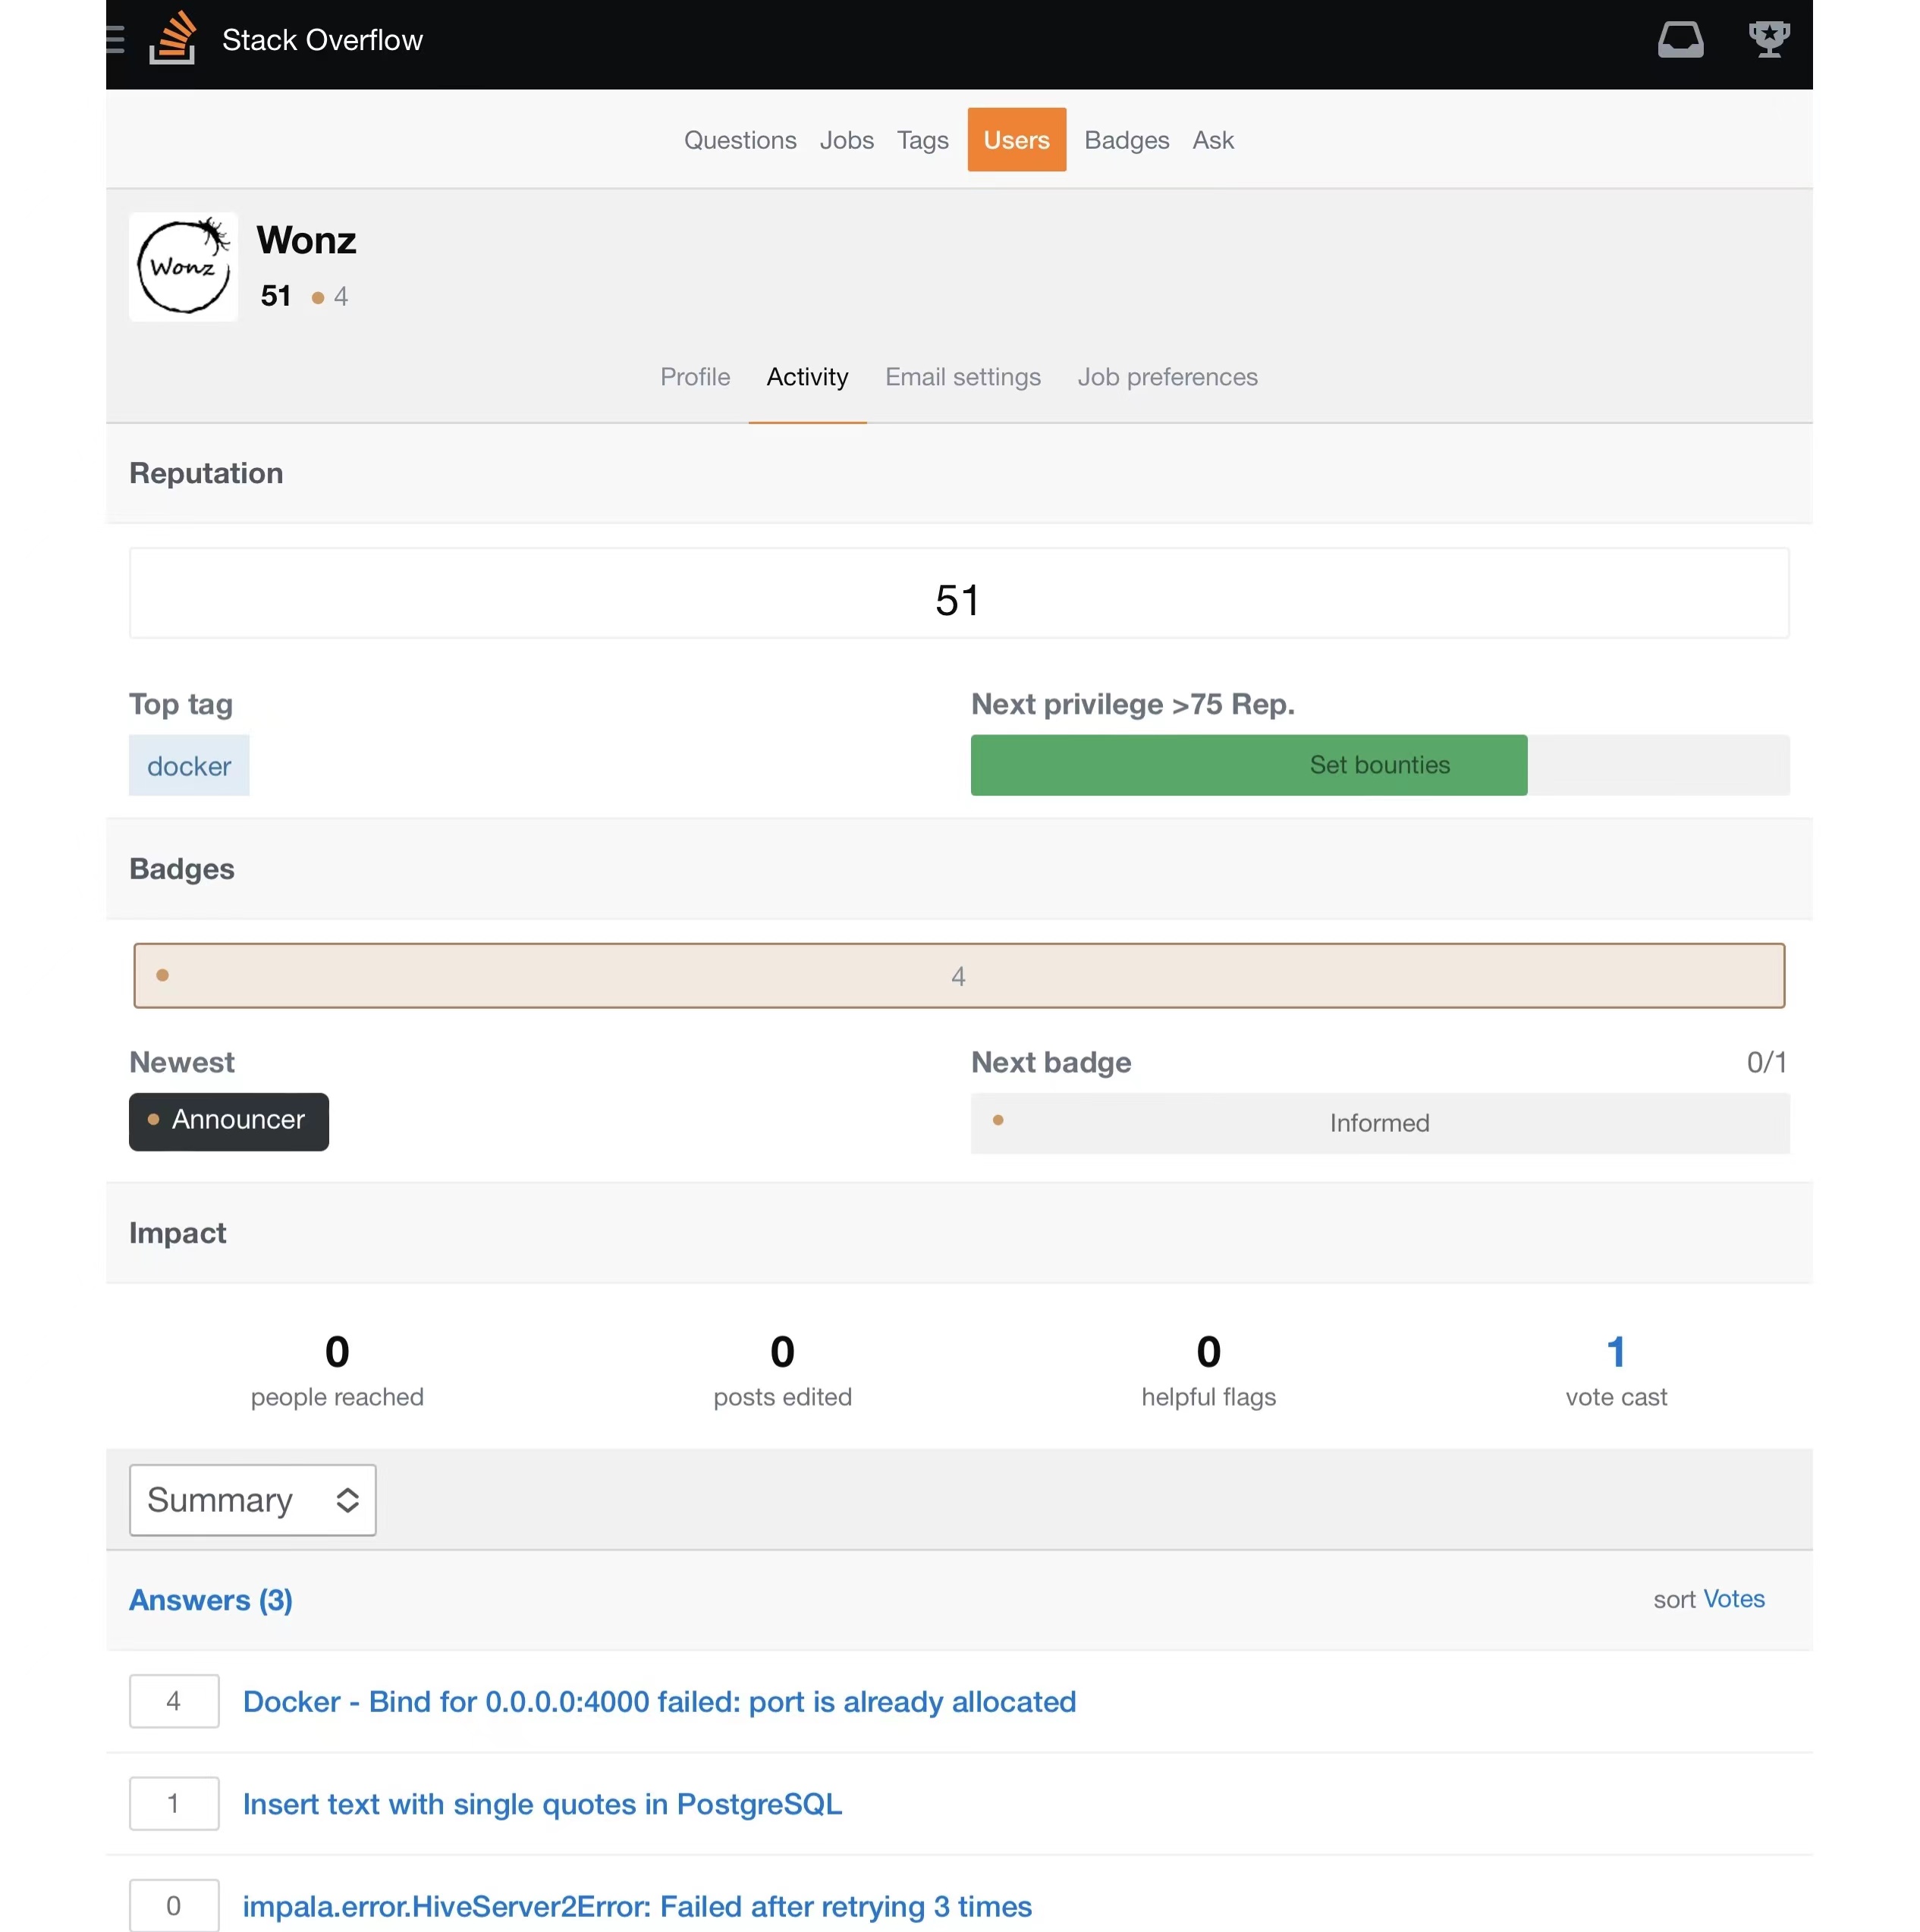 Stack Overflow
Questions Jobs Tags Users Badges Ask
Wonz
Wonz
51 4
Profile Activity Email settings Job preferences
Reputation
51
Top tag
docker
Next privilege >75 Rep.
Set bounties
Badges
4
Newest
Announcer
Next badge 0/1
Informed
Impact
0
people reached
0
posts edited
0
helpful flags
1
vote cast
Summary
Answers (3) sort Votes
4 Docker - Bind for 0.0.0.0:4000 failed: port is already allocated
1 Insert text with single quotes in PostgreSQL
0 impala.error.HiveServer2Error: Failed after retrying 3 times